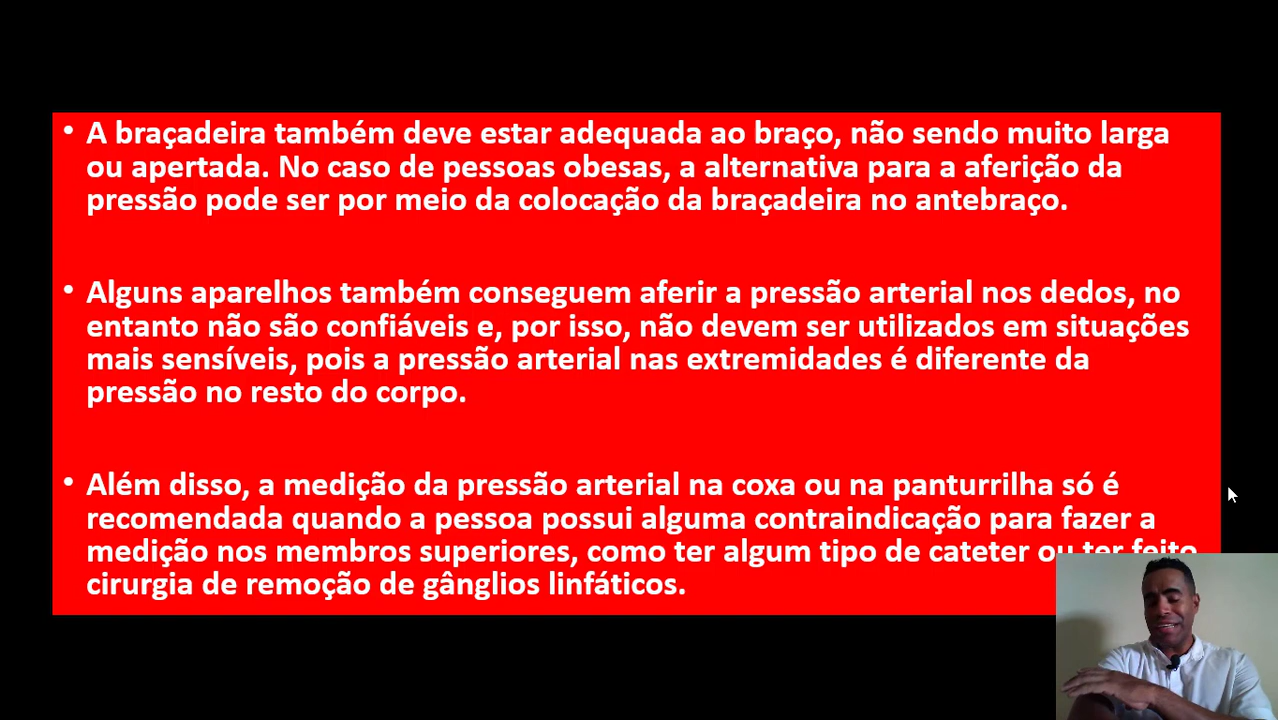 • A braçadeira também deve estar adequada ao braço, não sendo muito larga
ou apertada. No caso de pessoas obesas, a alternativa para a aferição da
pressão pode ser por meio da colocação da braçadeira no antebraço.
• Alguns aparelhos também conseguem aferir a pressão arterial nos dedos, no
entanto não são confiáveis e, por isso, não devem ser utilizados em situações
mais sensíveis, pois a pressão arterial nas extremidades é diferente da
pressão no resto do corpo.
• Além disso, a medição da pressão arterial na coxa ou na panturrilha só é
recomendada quando a pessoa possui alguma contraindicação para fazer a
medição nos membros superiores, como ter algum tipo de cateter ou ter feito
cirurgia de remoção de gânglios linfáticos.